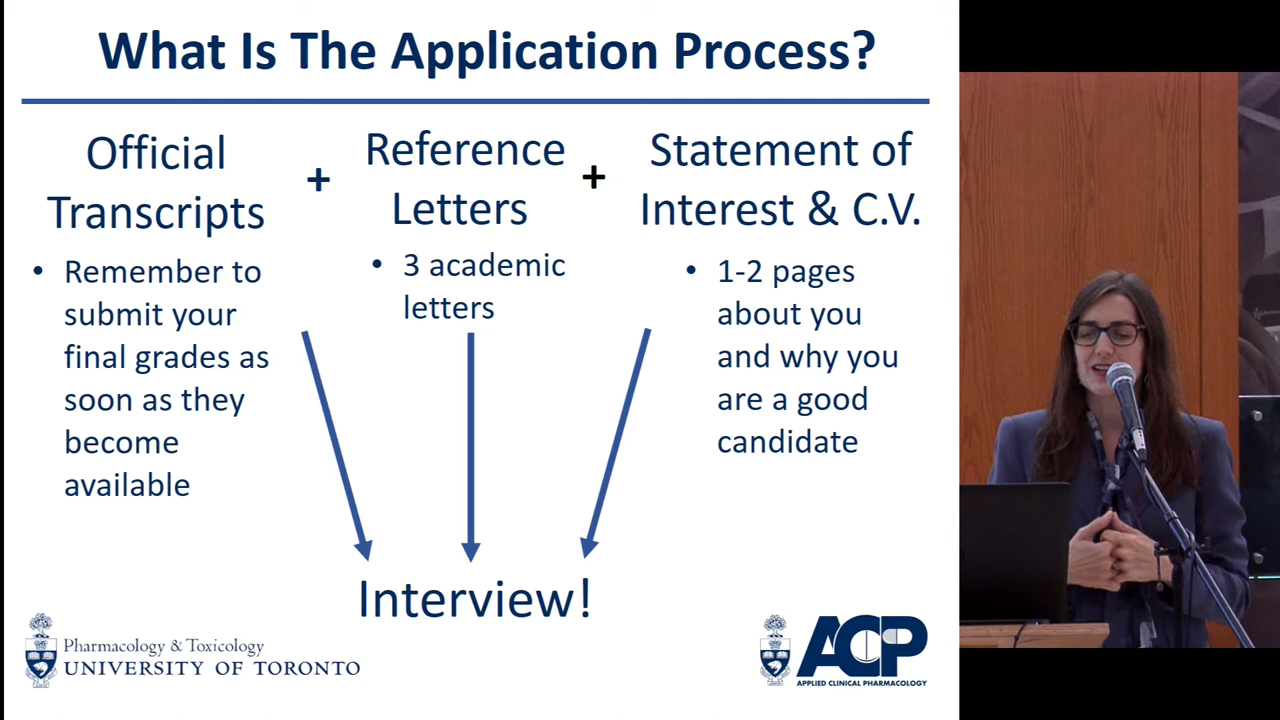 What Is The Application Process?
Official
Transcripts
+
Reference
Letters
+
Statement of
Interest & C.V.
• Remember to
submit your
final grades as
soon as they
become
available
• 3 academic
letters
• 1-2 pages
about you
and why you
are a good
candidate
Interview!
Pharmacology & Toxicology
UNIVERSITY OF TORONTO
ACP
APPLIED CLINICAL PHARMACOLOGY